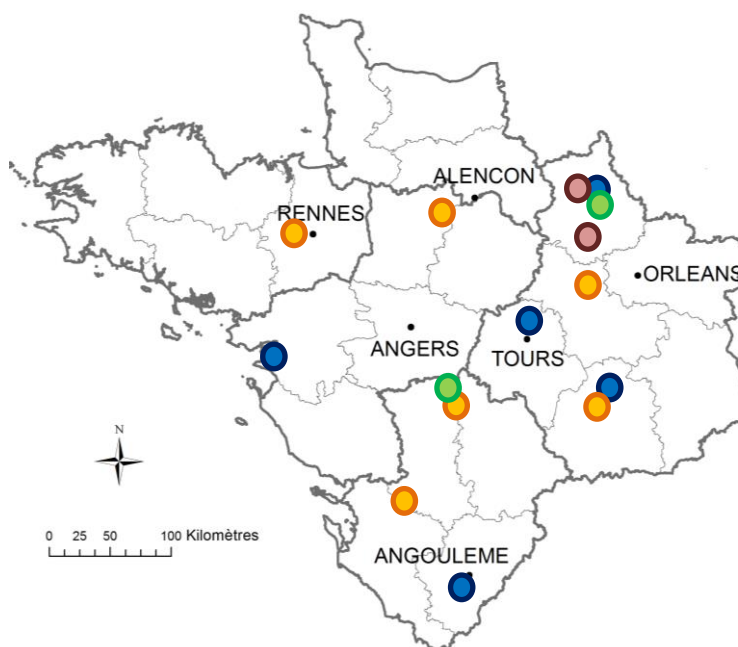 ALENCON
RENNES
ORLEANS
ANGERS
TOURS
N
0 25 50 100 Kilomètres
ANGOULEME